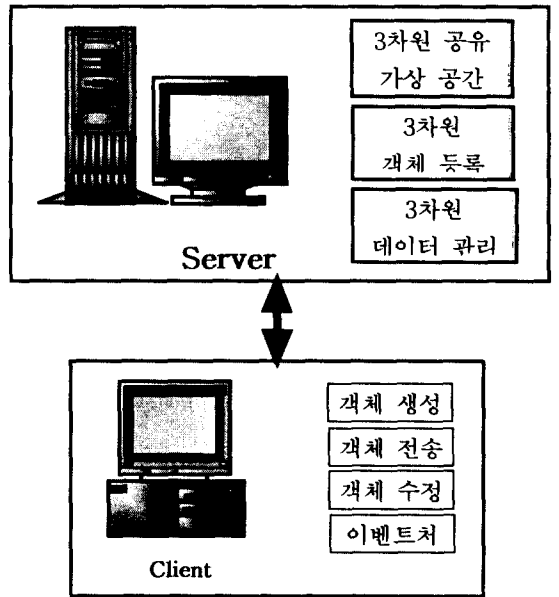 3차원 공유
가상 공간
3차원
객체 등록
3차원
데이터 관리
Server
객체 생성
객체 전송
객체 수정
이벤트처
Client